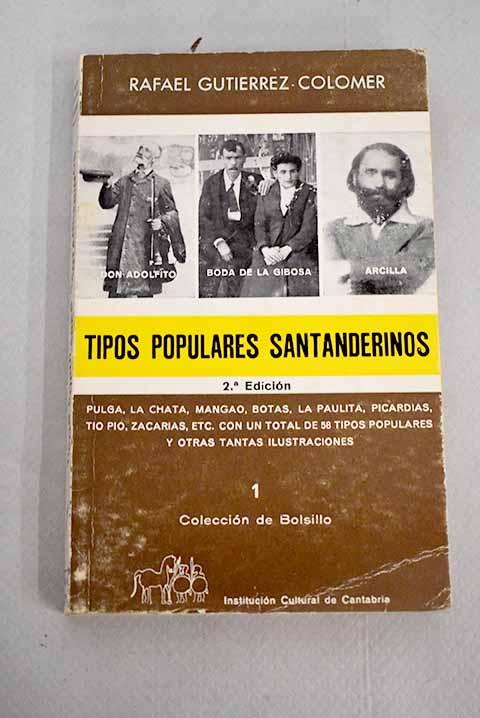 RAFAEL GUTIERREZ-COLOMER
DON ADOLFITO
BODA DE LA GIBOSA
ARCILLA
TIPOS POPULARES SANTANDERINOS
2.ª Edición
PULGA, LA CHATA, MANGAO, BOTAS, LA PAULITA, PICARDIAS,
TIO PIO, ZACARIAS, ETC. CON UN TOTAL DE 58 TIPOS POPULARES
Y OTRAS TANTAS ILUSTRACIONES
1
Colección de Bolsillo
Institución Cultural de Cantabria